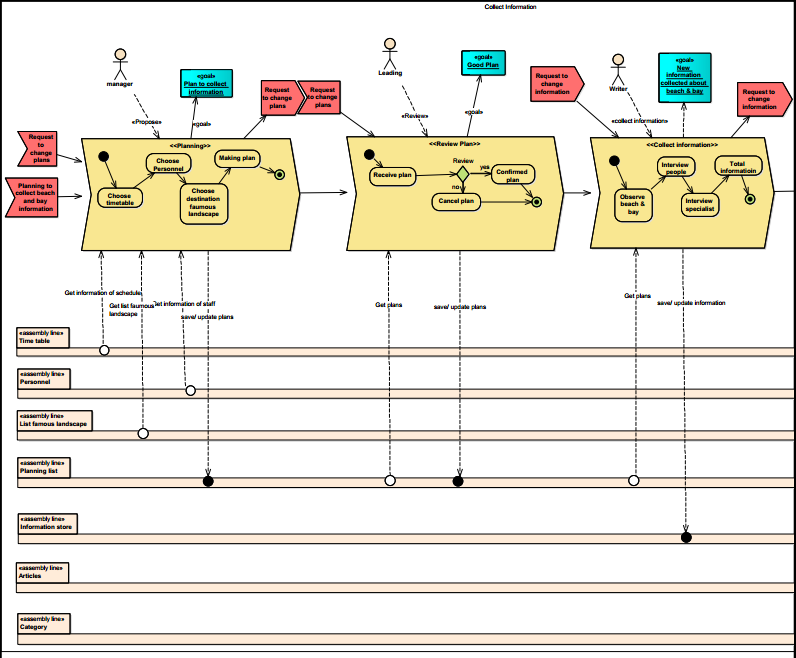 Collect Information
manager
«goal»
Plan to collect
information
Request
to change
plans
Request
to change
plans
Leading
«goal»
Good Plan
Request to
change
information
Writer
«goal»
New
information
collected about
beach & bay
Request to
change
information
«Propose»
«goal»
«Review»
«goal»
«collect information»
Request
to
change
plans
Planning to
collect beach
and bay
information
<<Planning>>
Choose
timetable
Choose
Personnel
Choose
destination
faumous
landscape
Making plan
<<Review Plan>>
Receive plan
Review
yes
no
Confirmed
plan
Cancel plan
<<Collect information>>
Observe
beach &
bay
Interview
people
Interview
specialist
Total
informatioin
Get information of schedule
Get list faumous
landscape
et information of staff
save/ update plans
Get plans
save/ update plans
Get plans
save/ update information
«assembly line»
Time table
«assembly line»
Personnel
«assembly line»
List famous landscape
«assembly line»
Planning list
«assembly line»
Information store
«assembly line»
Articles
«assembly line»
Category